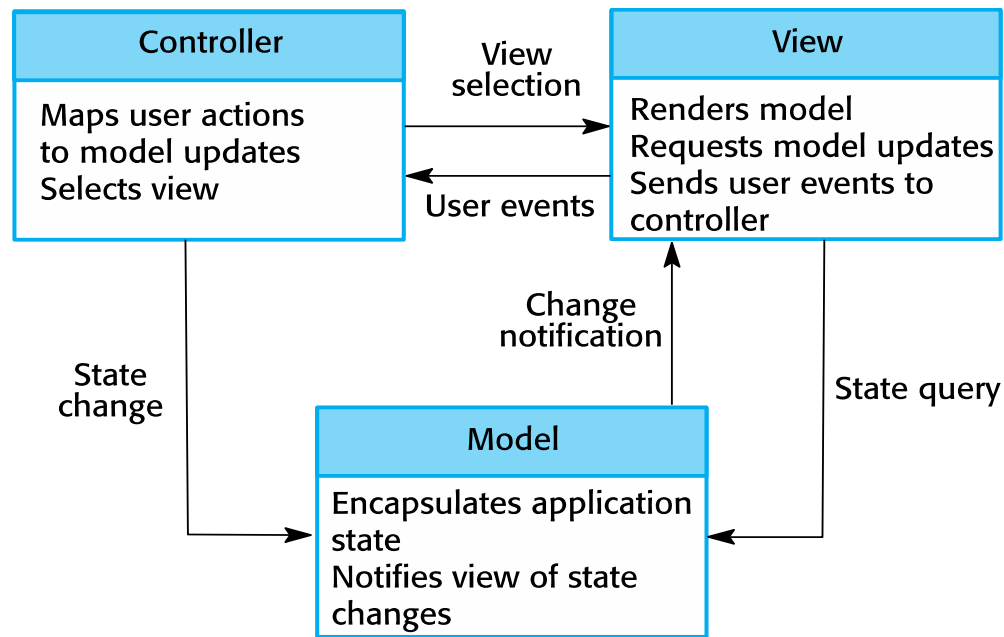 Controller
Maps user actions
to model updates
Selects view
View
selection
User events
View
Renders model
Requests model updates
Sends user events to
controller
State
change
Change
notification
State query
Model
Encapsulates application
state
Notifies view of state
changes